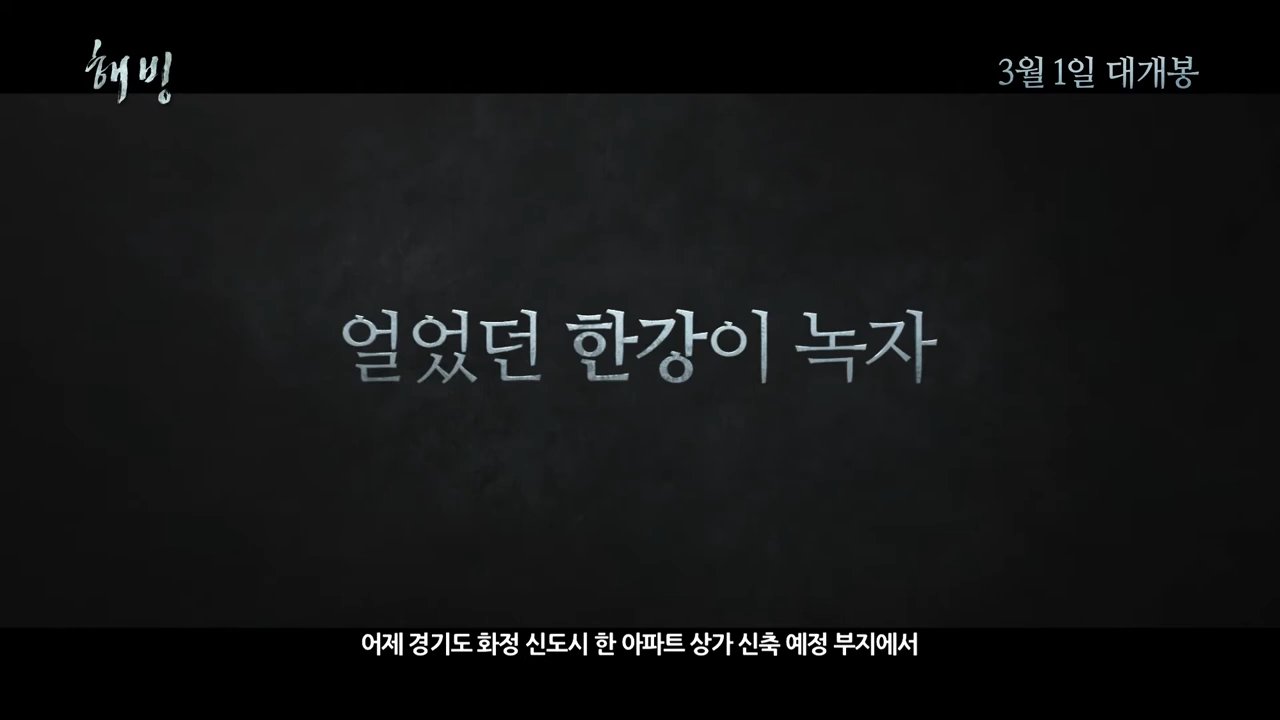 해빙
3월 1일 대개봉
얼었던 한강이 녹자
어제 경기도 화정 신도시 한 아파트 상가 신축 예정 부지에서